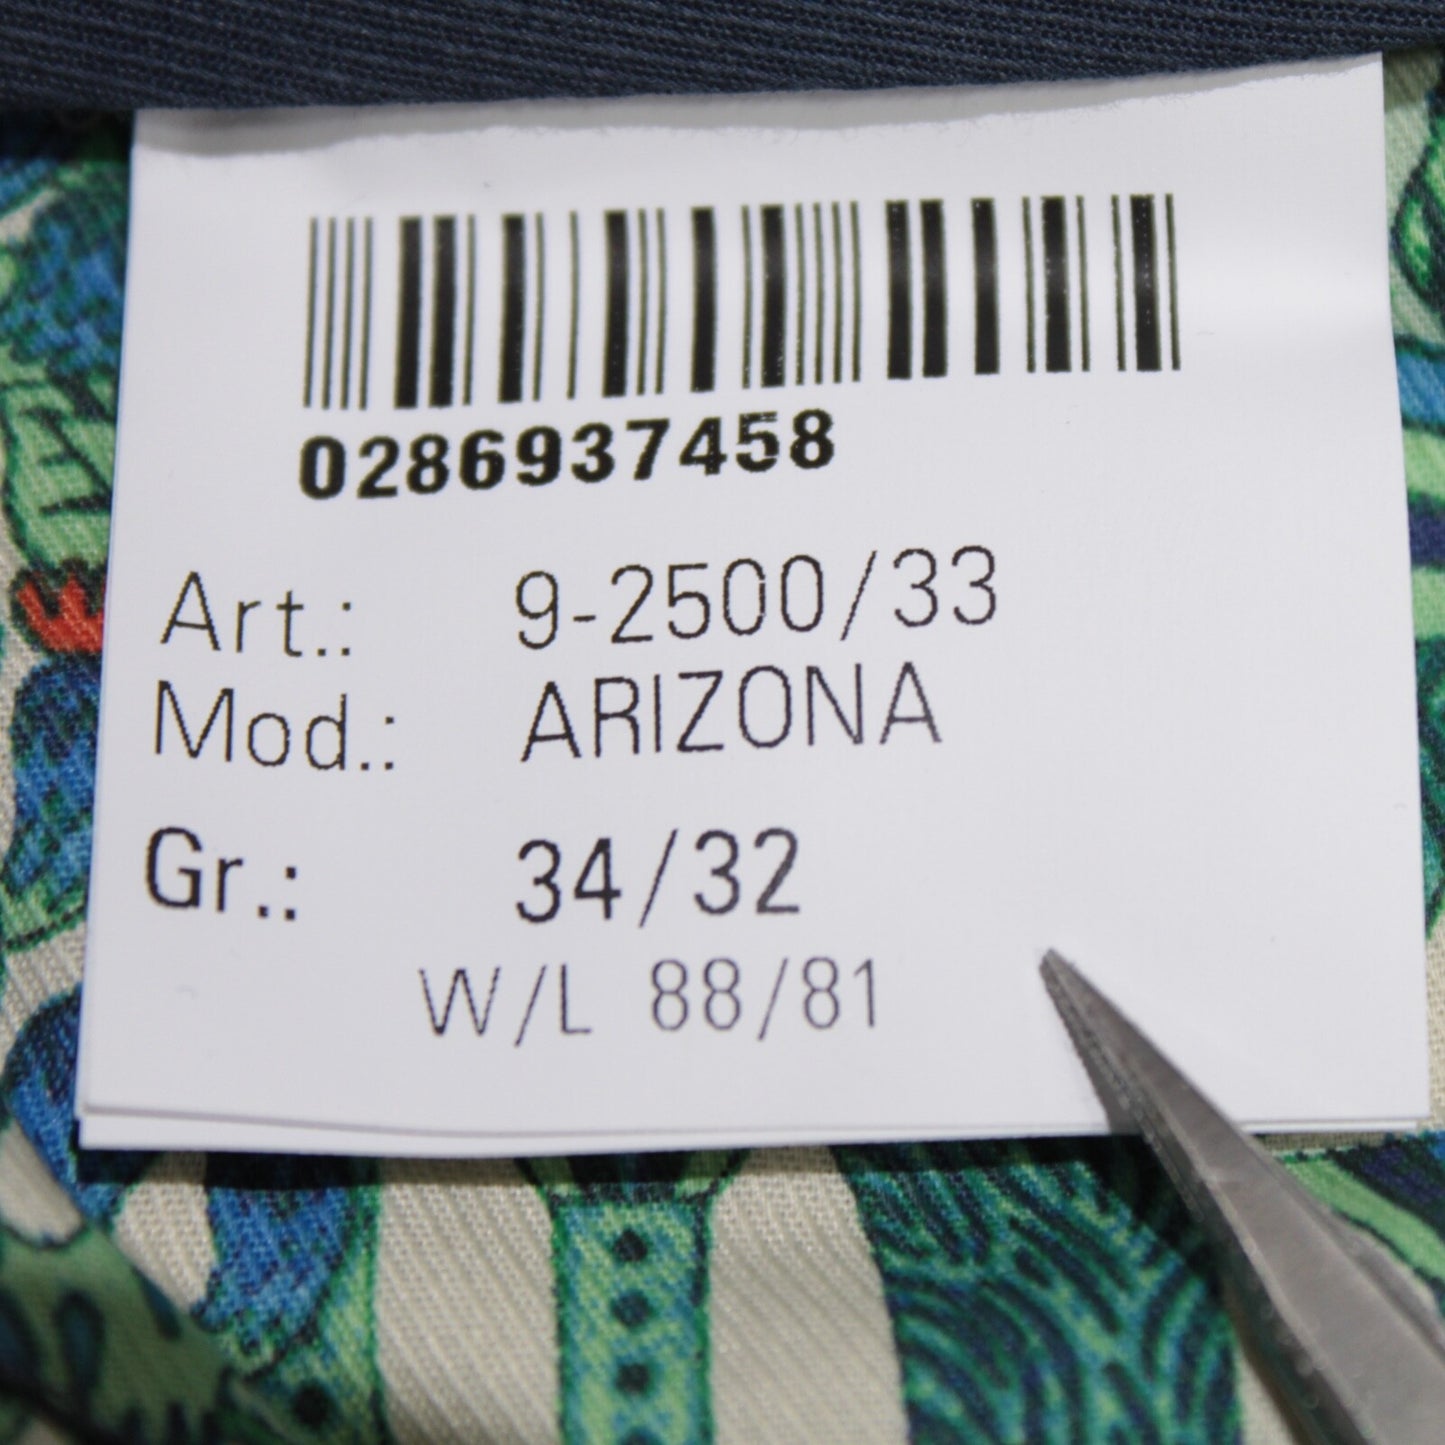 0286937458
Art.: 9-2500/33
Mod.: ARIZONA
Gr.: 34/32
W/L 88/81